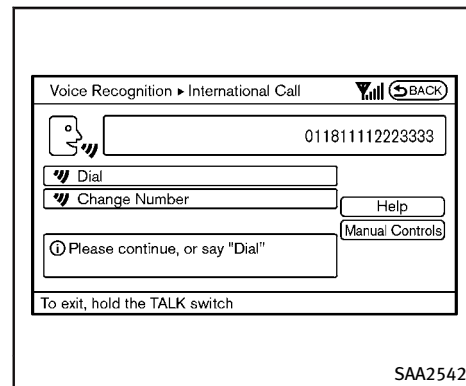 Voice Recognition ▸ International Call BACK
011811112223333
Dial
Change Number
Help
Manual Controls
Please continue, or say "Dial"
To exit, hold the TALK switch
SAA2542